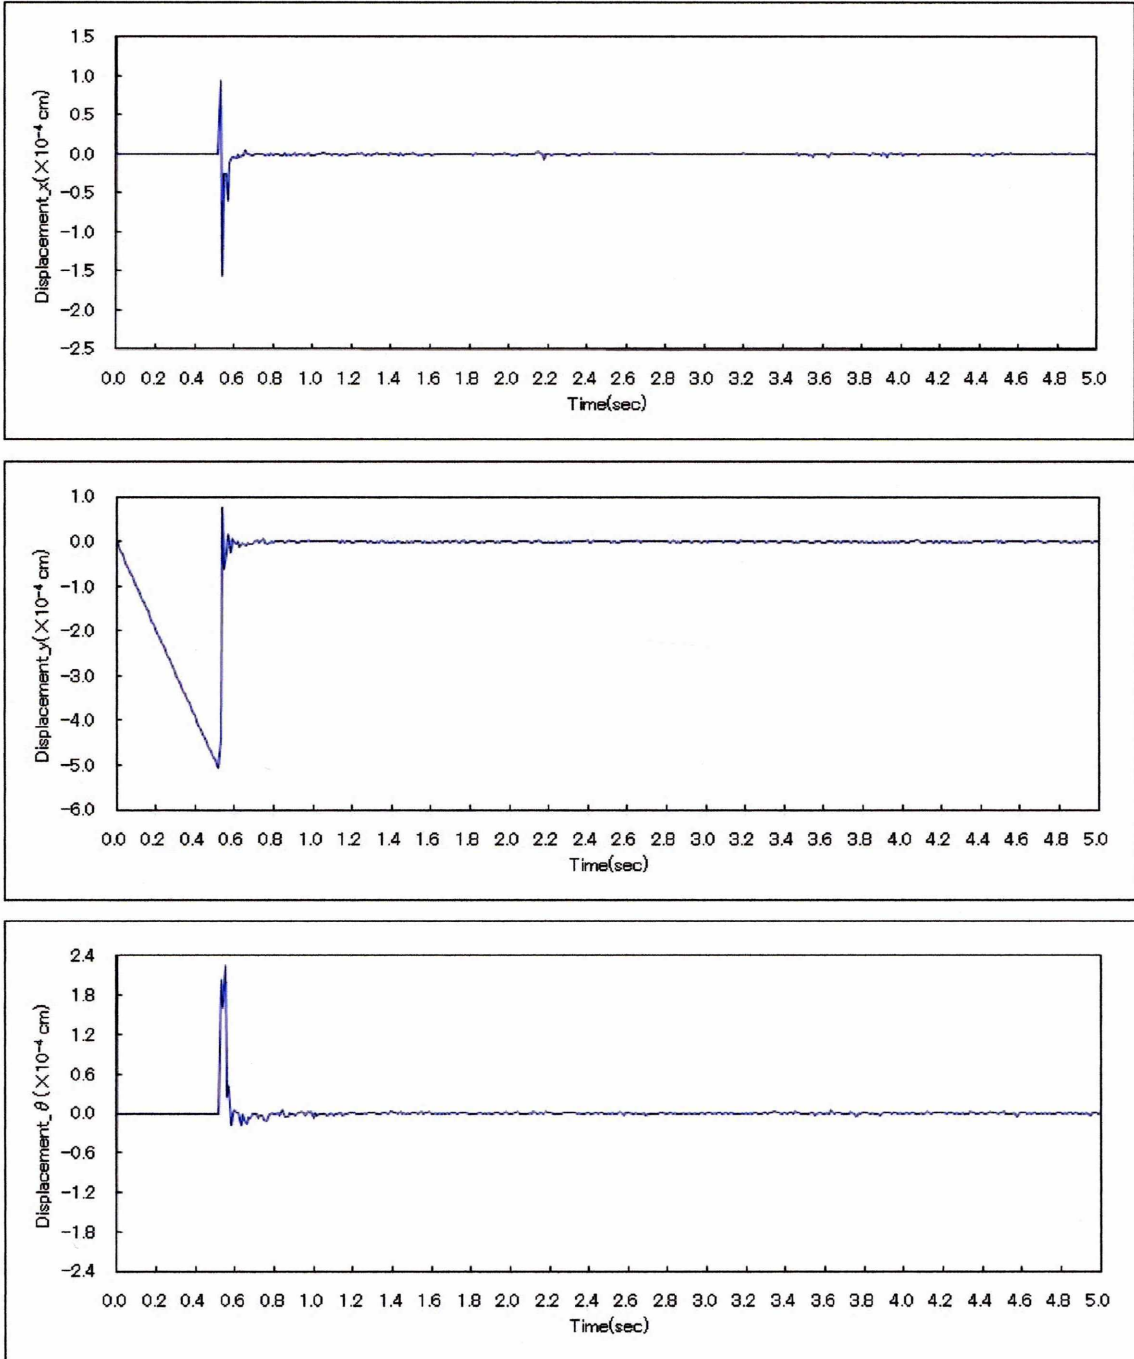 1.5
1.0
0.5
0.0
−0.5
−1.0
−1.5
−2.0
−2.5
Displacement_x(×10⁻⁴ cm)
0.0 0.2 0.4 0.6 0.8 1.0 1.2 1.4 1.6 1.8 2.0 2.2 2.4 2.6 2.8 3.0 3.2 3.4 3.6 3.8 4.0 4.2 4.4 4.6 4.8 5.0
Time(sec)
1.0
0.0
−1.0
−2.0
−3.0
−4.0
−5.0
−6.0
Displacement_y(×10⁻⁴ cm)
0.0 0.2 0.4 0.6 0.8 1.0 1.2 1.4 1.6 1.8 2.0 2.2 2.4 2.6 2.8 3.0 3.2 3.4 3.6 3.8 4.0 4.2 4.4 4.6 4.8 5.0
Time(sec)
2.4
1.8
1.2
0.6
0.0
−0.6
−1.2
−1.8
−2.4
Displacement_θ(×10⁻⁴ cm)
0.0 0.2 0.4 0.6 0.8 1.0 1.2 1.4 1.6 1.8 2.0 2.2 2.4 2.6 2.8 3.0 3.2 3.4 3.6 3.8 4.0 4.2 4.4 4.6 4.8 5.0
Time(sec)